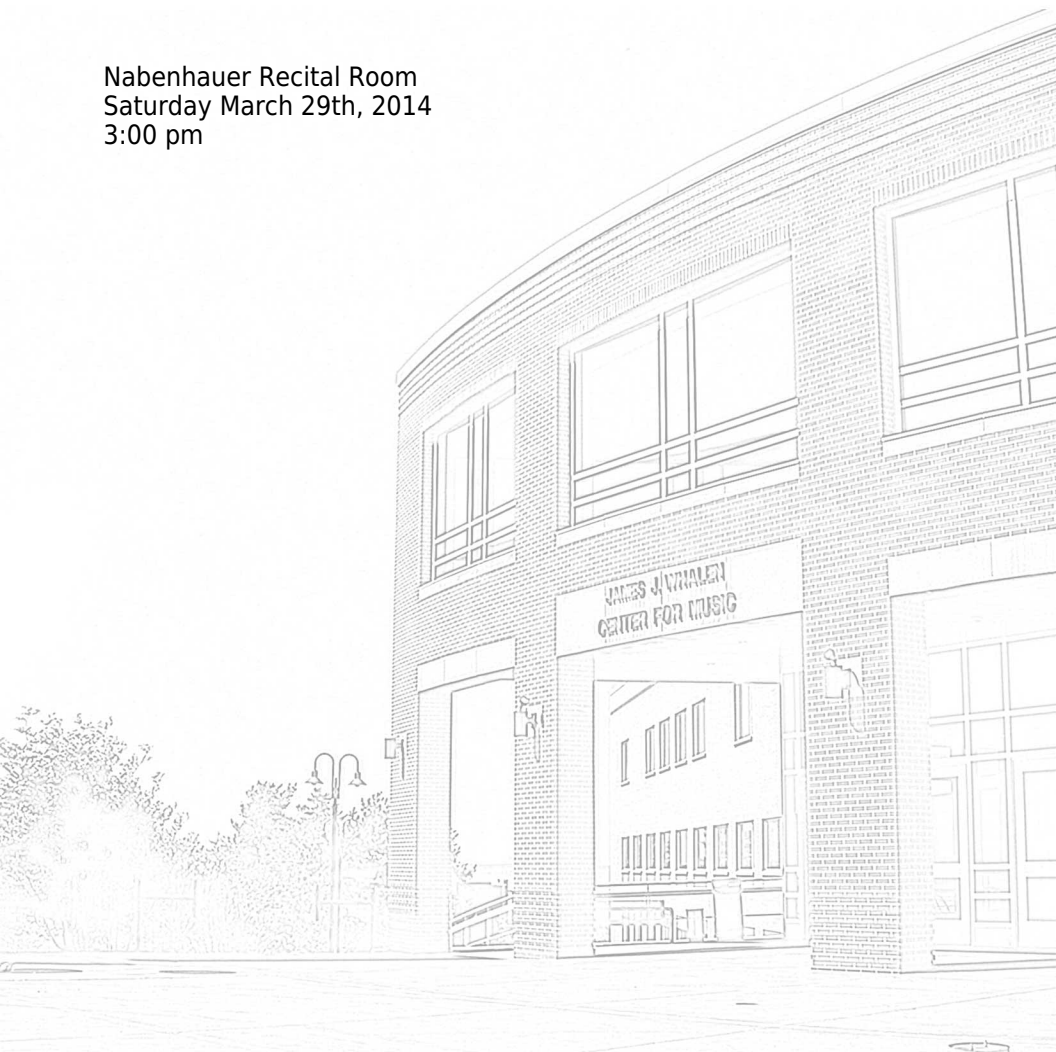 Nabenhauer Recital Room
Saturday March 29th, 2014
3:00 pm
JAMES J. WHALEN
CENTER FOR MUSIC